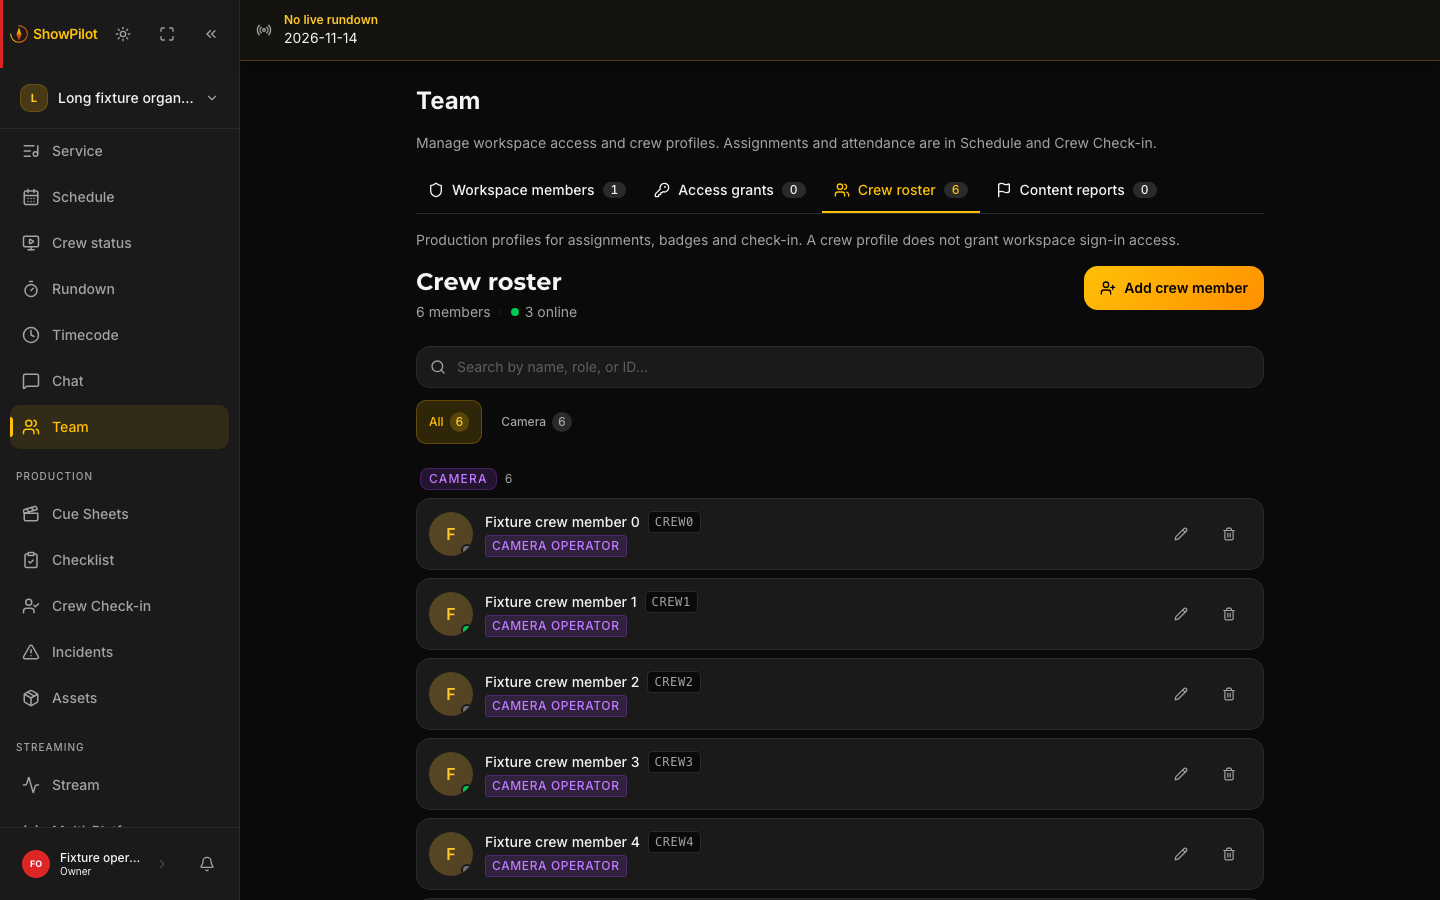 ShowPilot
No live rundown
2026-11-14
L
Long fixture organ...
Service
Schedule
Crew status
Rundown
Timecode
Chat
Team
PRODUCTION
Cue Sheets
Checklist
Crew Check-in
Incidents
Assets
STREAMING
Stream
FO
Fixture oper...
Owner
Team
Manage workspace access and crew profiles. Assignments and attendance are in Schedule and Crew Check-in.
Workspace members 1
Access grants 0
Crew roster 6
Content reports 0
Production profiles for assignments, badges and check-in. A crew profile does not grant workspace sign-in access.
Crew roster
6 members · 3 online
Add crew member
Search by name, role, or ID...
All 6
Camera 6
CAMERA 6
F
Fixture crew member 0 CREW0
CAMERA OPERATOR
F
Fixture crew member 1 CREW1
CAMERA OPERATOR
F
Fixture crew member 2 CREW2
CAMERA OPERATOR
F
Fixture crew member 3 CREW3
CAMERA OPERATOR
F
Fixture crew member 4 CREW4
CAMERA OPERATOR